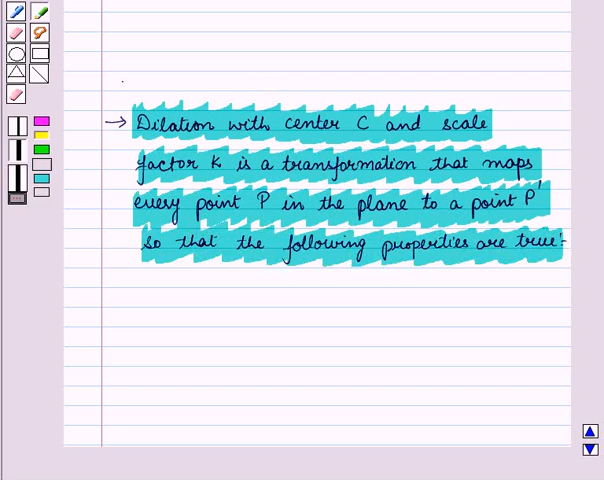 → Dilation with center C and scale
factor K is a transformation that maps
every point P in the plane to a point P'
so that the following properties are true:-